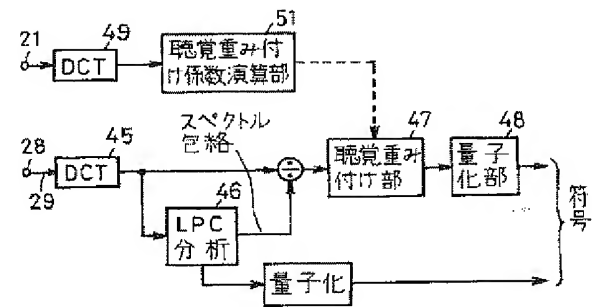 21
49
DCT
51
聴覚重み付
け係数演算部
スペクトル
包絡
28
29
45
DCT
÷
47
聴覚重み
付け部
48
量子
化部
46
LPC
分析
量子化
符号